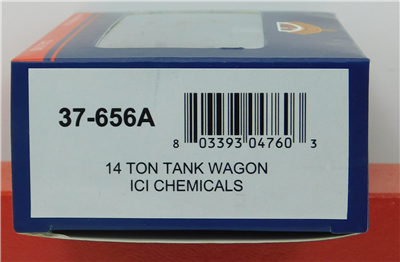 37-656A
8 03393 04760 3
14 TON TANK WAGON
ICI CHEMICALS